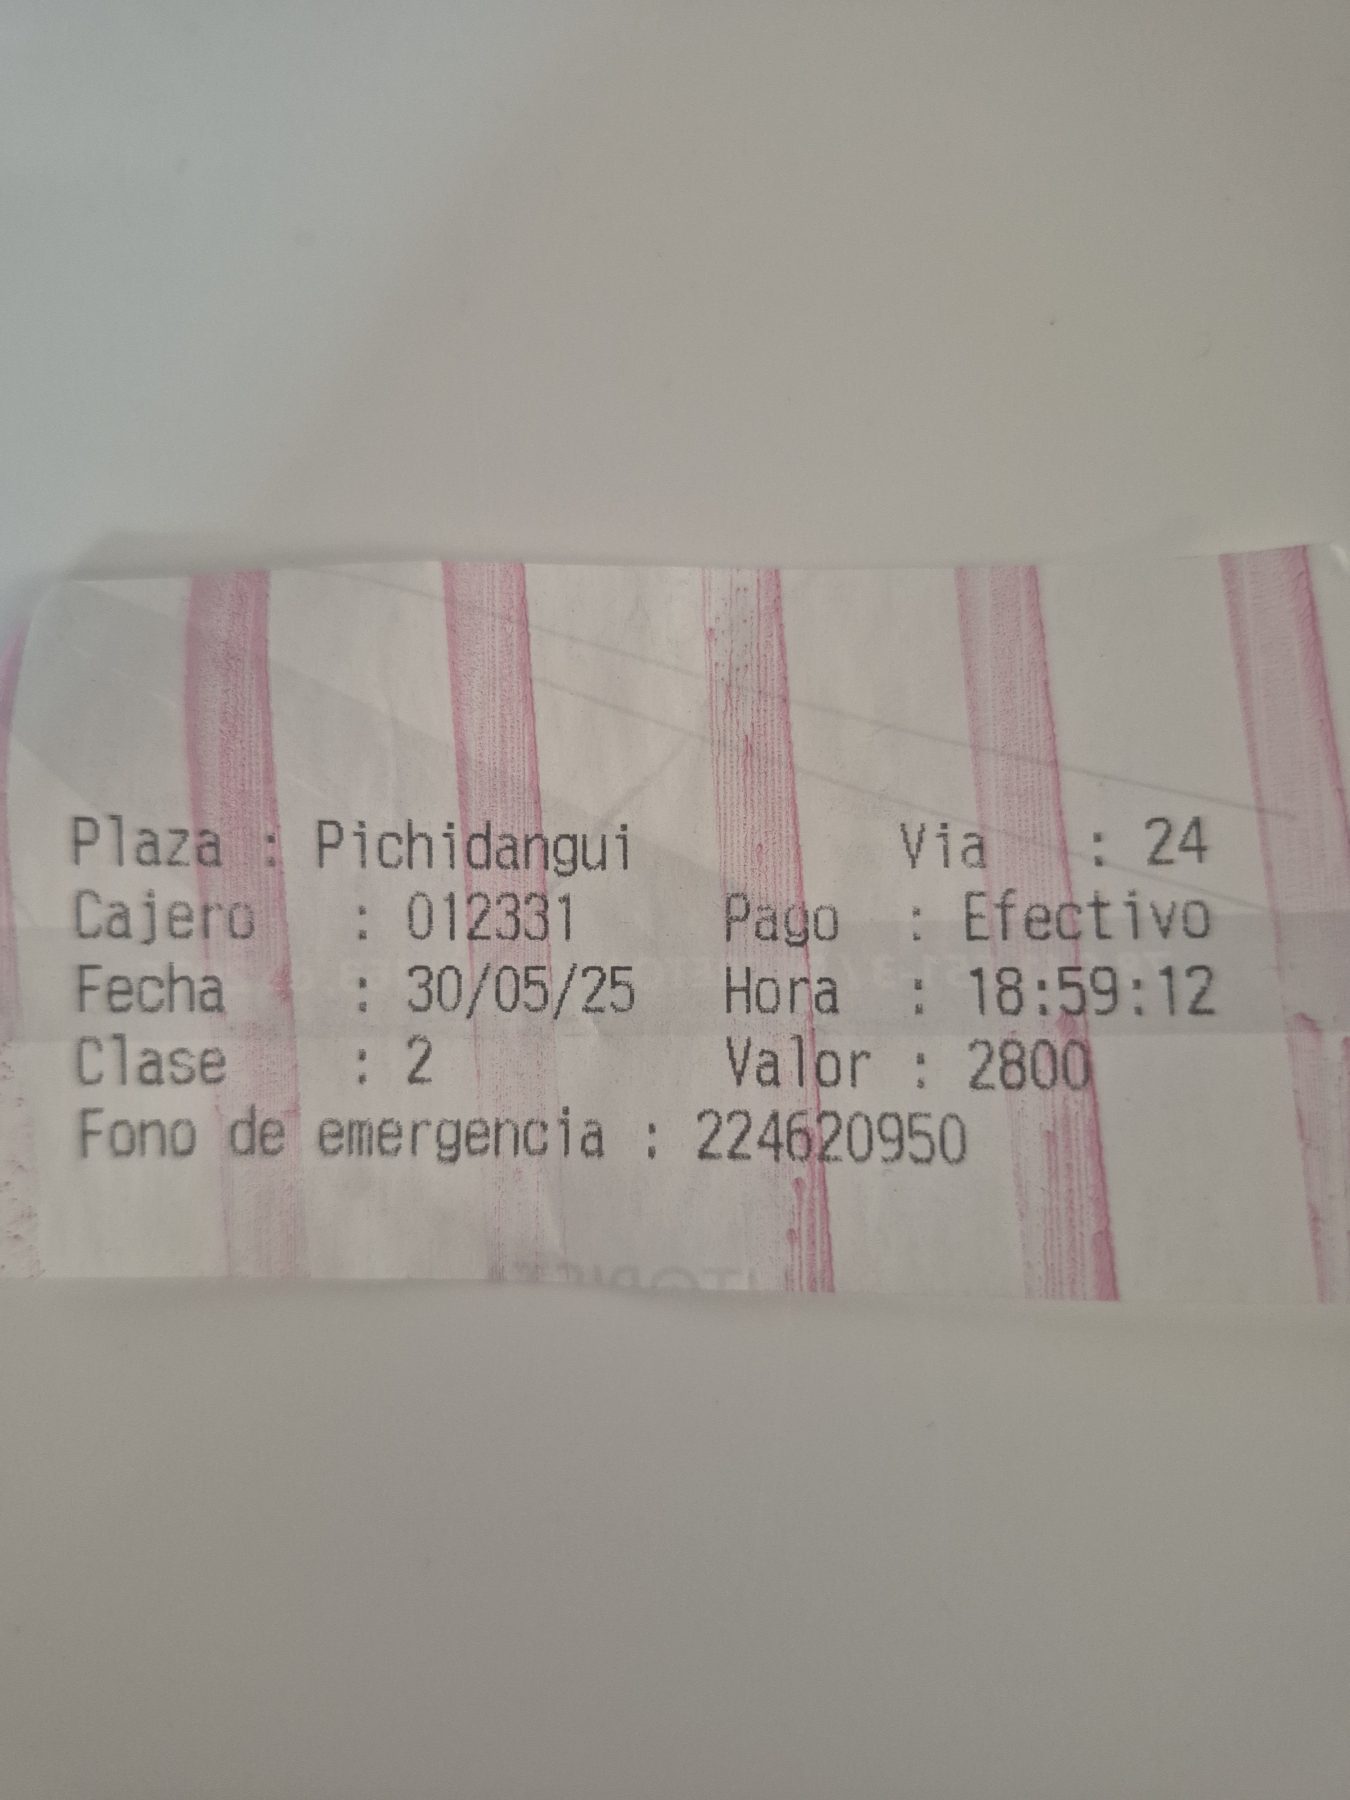 Plaza : Pichidangui Via : 24
Cajero : 012331 Pago : Efectivo
Fecha : 30/05/25 Hora : 18:59:12
Clase : 2 Valor : 2800
Fono de emergencia : 224620950